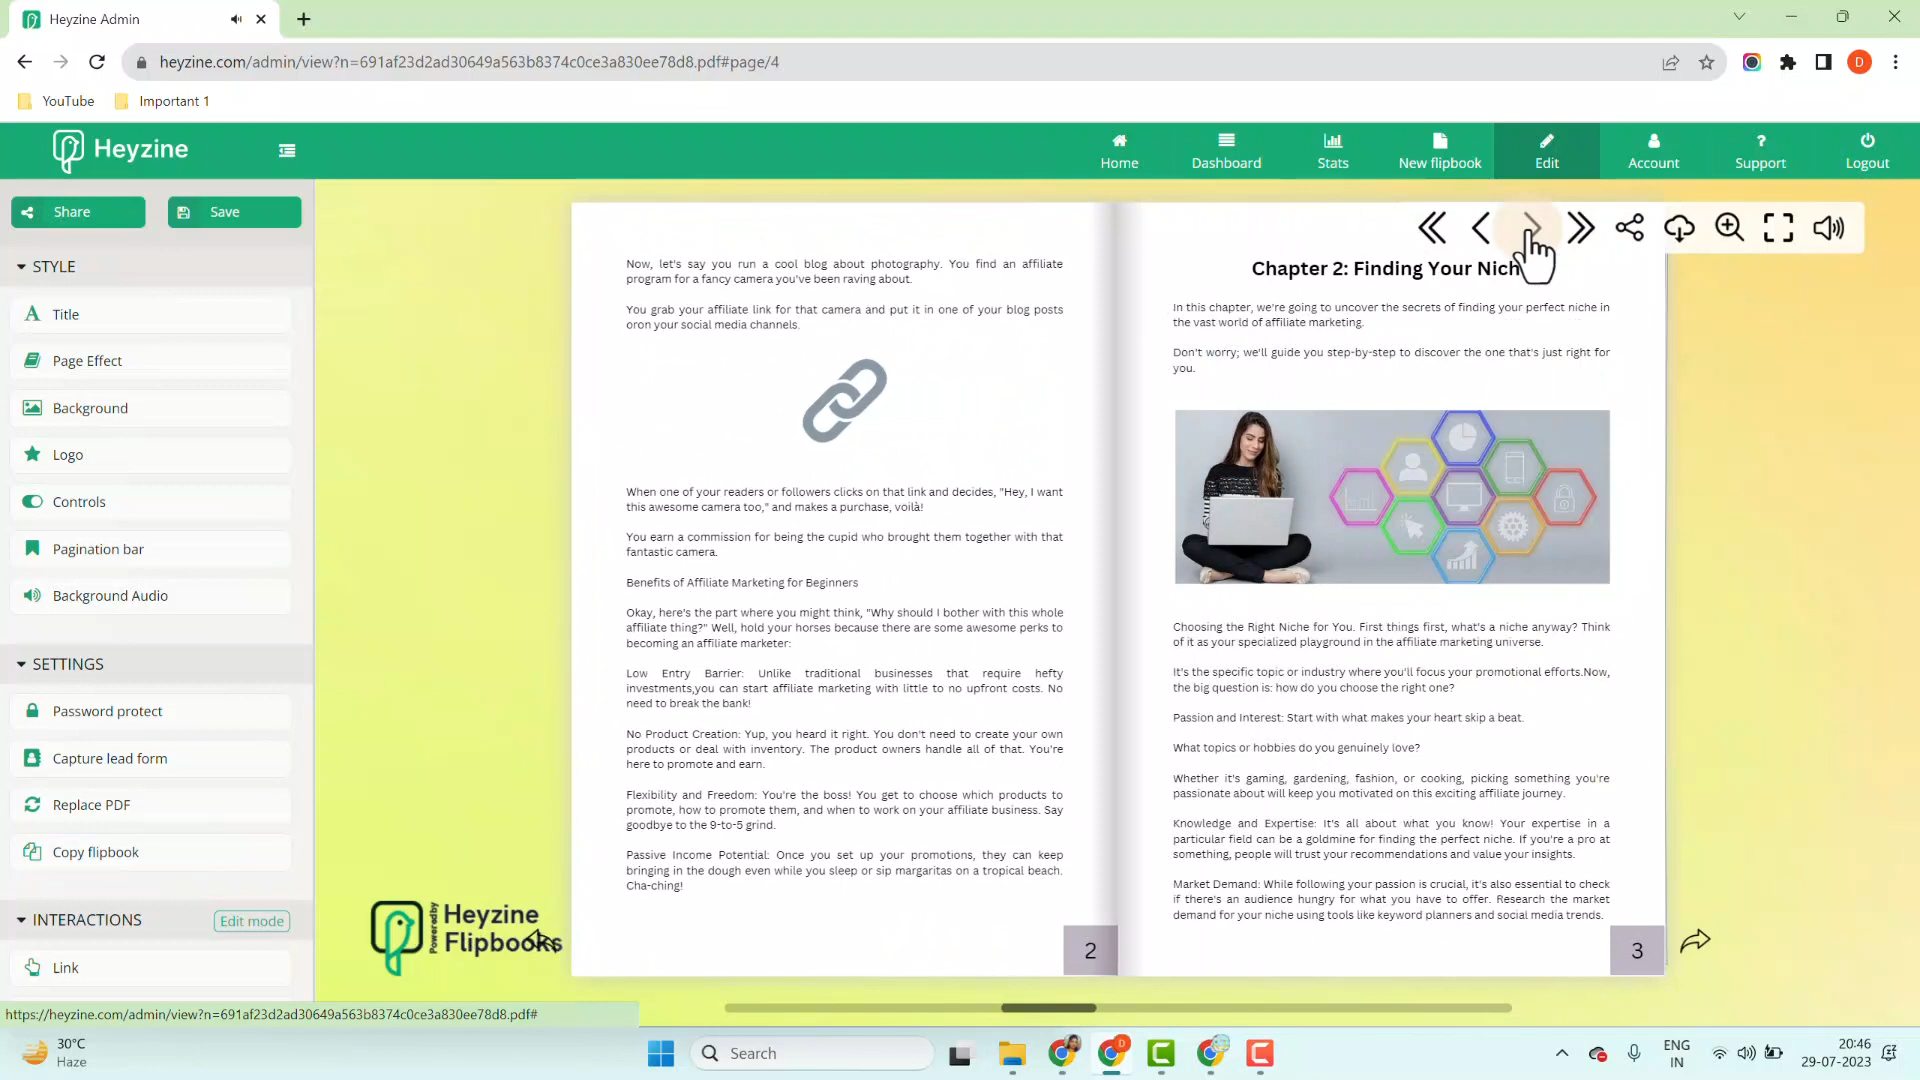 Heyzine Admin
heyzine.com/admin/view?n=691af23d2ad30649a563b8374c0ce3a830ee78d8.pdf#page/4
D
YouTube
Important 1
Heyzine
Home
Dashboard
Stats
New flipbook
Edit
Account
Support
Logout
Share
Save
STYLE
Title
Page Effect
Background
Logo
Controls
Pagination bar
Background Audio
SETTINGS
Password protect
Capture lead form
Replace PDF
Copy flipbook
INTERACTIONS
Edit mode
Link
Now, let's say you run a cool blog about photography. You find an affiliate
program for a fancy camera you've been raving about.
You grab your affiliate link for that camera and put it in one of your blog posts
oron your social media channels.
When one of your readers or followers clicks on that link and decides, "Hey, I want
this awesome camera too," and makes a purchase, voilà!
You earn a commission for being the cupid who brought them together with that
fantastic camera.
Benefits of Affiliate Marketing for Beginners
Okay, here's the part where you might think, "Why should I bother with this whole
affiliate thing?" Well, hold your horses because there are some awesome perks to
becoming an affiliate marketer:
Low Entry Barrier: Unlike traditional businesses that require hefty
investments,you can start affiliate marketing with little to no upfront costs. No
need to break the bank!
No Product Creation: Yup, you heard it right. You don't need to create your own
products or deal with inventory. The product owners handle all of that. You're
here to promote and earn.
Flexibility and Freedom: You're the boss! You get to choose which products to
promote, how to promote them, and when to work on your affiliate business. Say
goodbye to the 9-to-5 grind.
Passive Income Potential: Once you set up your promotions, they can keep
bringing in the dough even while you sleep or sip margaritas on a tropical beach.
Cha-ching!
2
Chapter 2: Finding Your Nich
In this chapter, we're going to uncover the secrets of finding your perfect niche in
the vast world of affiliate marketing.
Don't worry; we'll guide you step-by-step to discover the one that's just right for
you.
Choosing the Right Niche for You. First things first, what's a niche anyway? Think
of it as your specialized playground in the affiliate marketing universe.
It's the specific topic or industry where you'll focus your promotional efforts.Now,
the big question is: how do you choose the right one?
Passion and Interest: Start with what makes your heart skip a beat.
What topics or hobbies do you genuinely love?
Whether it's gaming, gardening, fashion, or cooking, picking something you're
passionate about will keep you motivated on this exciting affiliate journey.
Knowledge and Expertise: It's all about what you know! Your expertise in a
particular field can be a goldmine for finding the perfect niche. If you're a pro at
something, people will trust your recommendations and value your insights.
Market Demand: While following your passion is crucial, it's also essential to check
if there's an audience hungry for what you have to offer. Research the market
demand for your niche using tools like keyword planners and social media trends.
3
Powered by
Heyzine
Flipbooks
https://heyzine.com/admin/view?n=691af23d2ad30649a563b8374c0ce3a830ee78d8.pdf#
30°C
Haze
Search
D
ENG
IN
20:46
29-07-2023